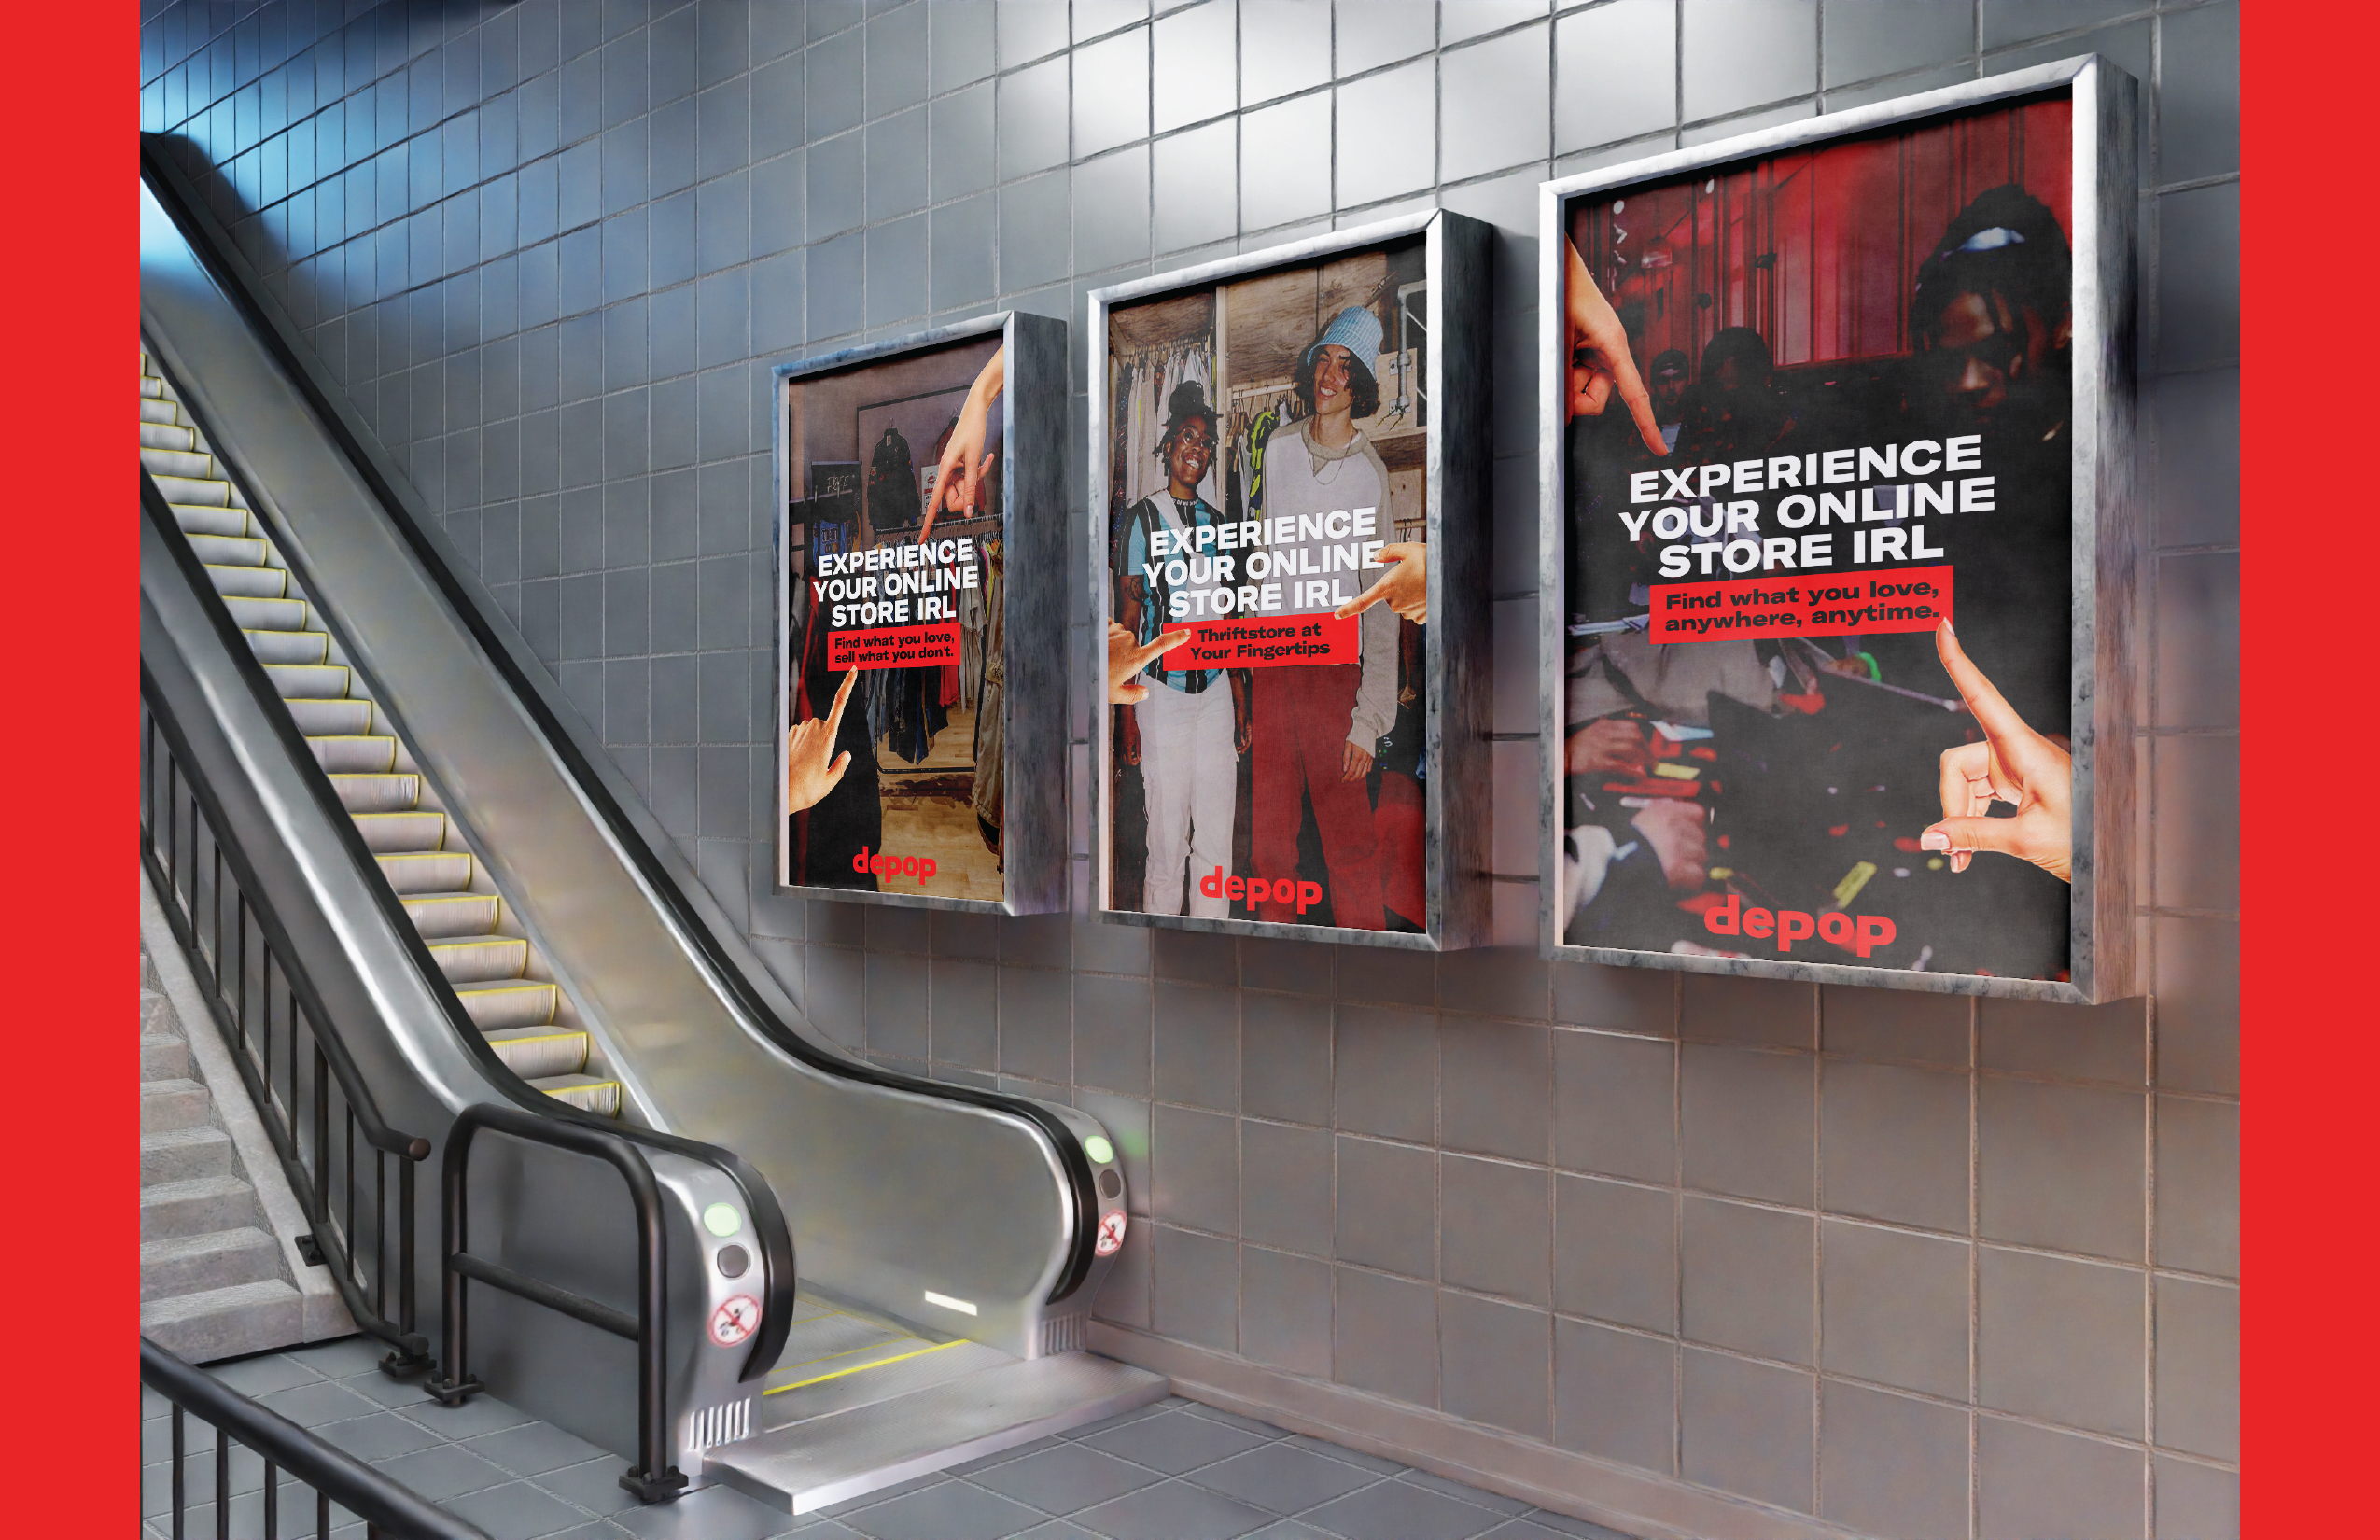 EXPERIENCE
YOUR ONLINE
STORE IRL
Find what you love,
sell what you don't.
depop
EXPERIENCE
YOUR ONLINE
STORE IRL
Thriftstore at
Your Fingertips
depop
EXPERIENCE
YOUR ONLINE
STORE IRL
Find what you love,
anywhere, anytime.
depop